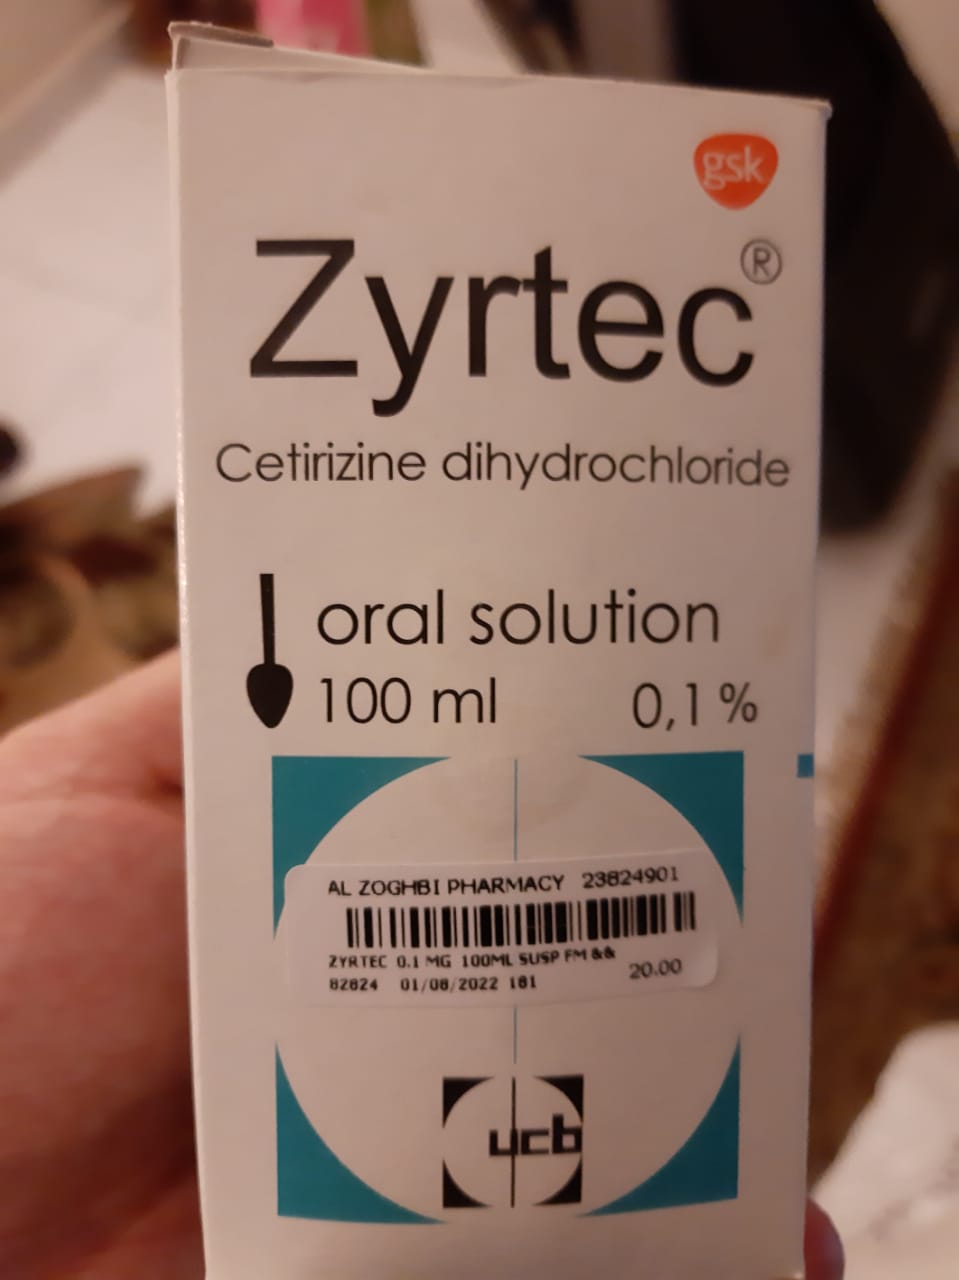 gsk
Zyrtec®
Cetirizine dihydrochloride
oral solution
100 ml 0,1 %
AL ZOGHBI PHARMACY 23824901
ZYRTEC 0.1 MG 100ML SUSP FM &&
82824 01/08/2022 181 20.00
ucb